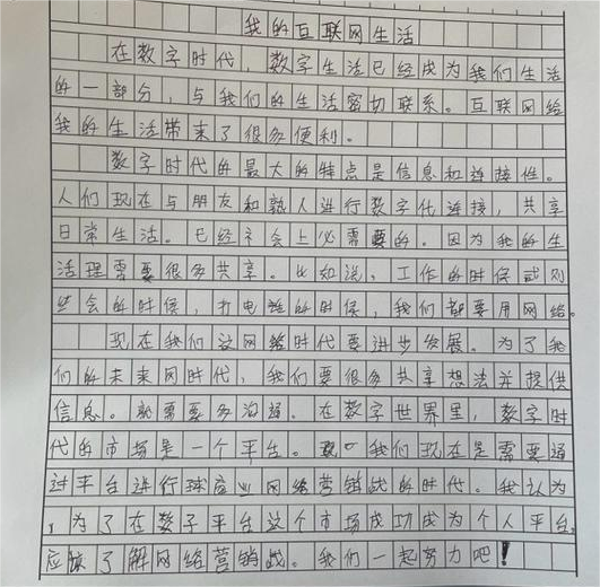 我的互联网生活
在数字时代，数字生活已经成为我们生活
的一部分，与我们的生活密切联系。互联网给
我的生活带来了很多便利。
数字时代的最大的特点是信息和连接性。
人们现在与朋友和熟人进行数字化连接，共享
日常生活。已经社会上必需要的。因为我的生
活理需要很多共享。比如说、工作的时候或则
些会的时候，打电话的时候，我们都要用网络。
现在我们这网络时代要进步发展。为了我
们的未来网时代，我们要很多共享想法并提供
信息。就需要多沟通。在数字世界里，数字时
代的市场是一个平台。我们现在是需要通
过平台进行球应业网络营销战的时代。我认为
，为了在数子平台这个市场成功成为个人平台。
应该了解网络营销战。我们一起努力吧！